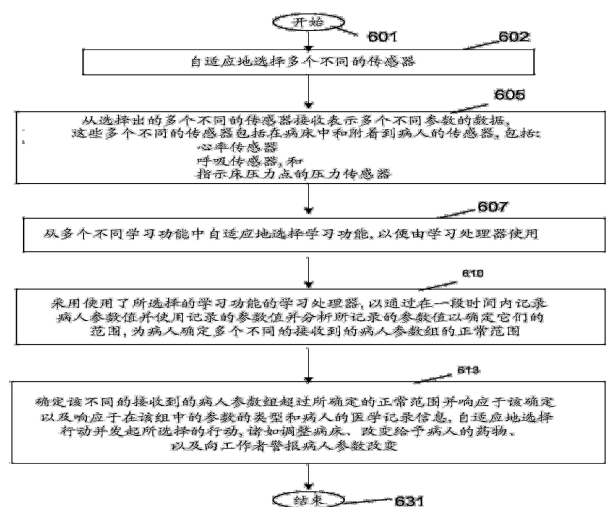 开始
601
602
自适应地选择多个不同的传感器
605
从选择出的多个不同的传感器接收表示多个不同参数的数据,
这些多个不同的传感器包括在病床中和附着到病人的传感器,包括:
心率传感器
呼吸传感器,和
指示床压力点的压力传感器
607
从多个不同学习功能中自适应地选择学习功能,以便由学习处理器使用
610
采用使用了所选择的学习功能的学习处理器,以通过在一段时间内记录
病人参数值并使用记录的参数值并分析所记录的参数值以确定它们的
范围,为病人确定多个不同的接收到的病人参数组的正常范围
613
确定该不同的接收到的病人参数组超过所确定的正常范围并响应于该确定
以及响应于在该组中的参数的类型和病人的医学记录信息,自适应地选择
行动并发起所选择的行动,诸如调整病床、改变给予病人的药物、
以及向工作者警报病人参数改变
结束
631